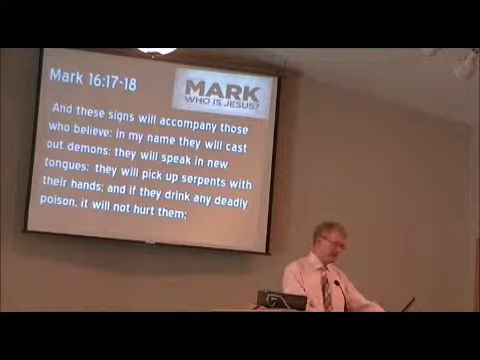 Mark 16:17-18
MARK
WHO IS JESUS?
And these signs will accompany those
who believe: in my name they will cast
out demons; they will speak in new
tongues; they will pick up serpents with
their hands; and if they drink any deadly
poison, it will not hurt them;